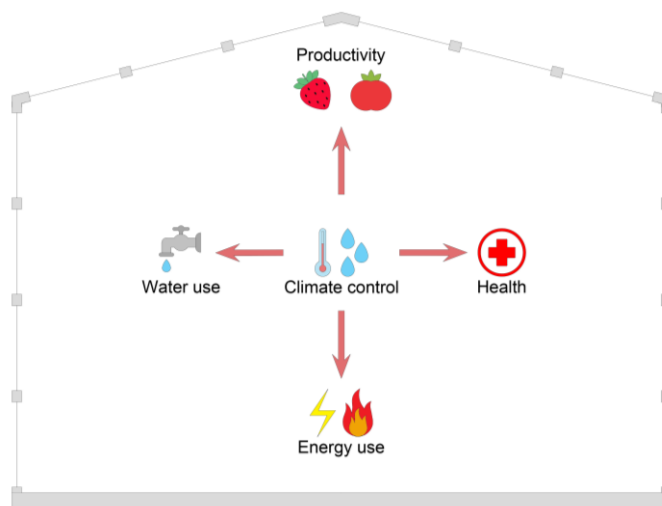 Productivity
Water use
Climate control
Health
Energy use